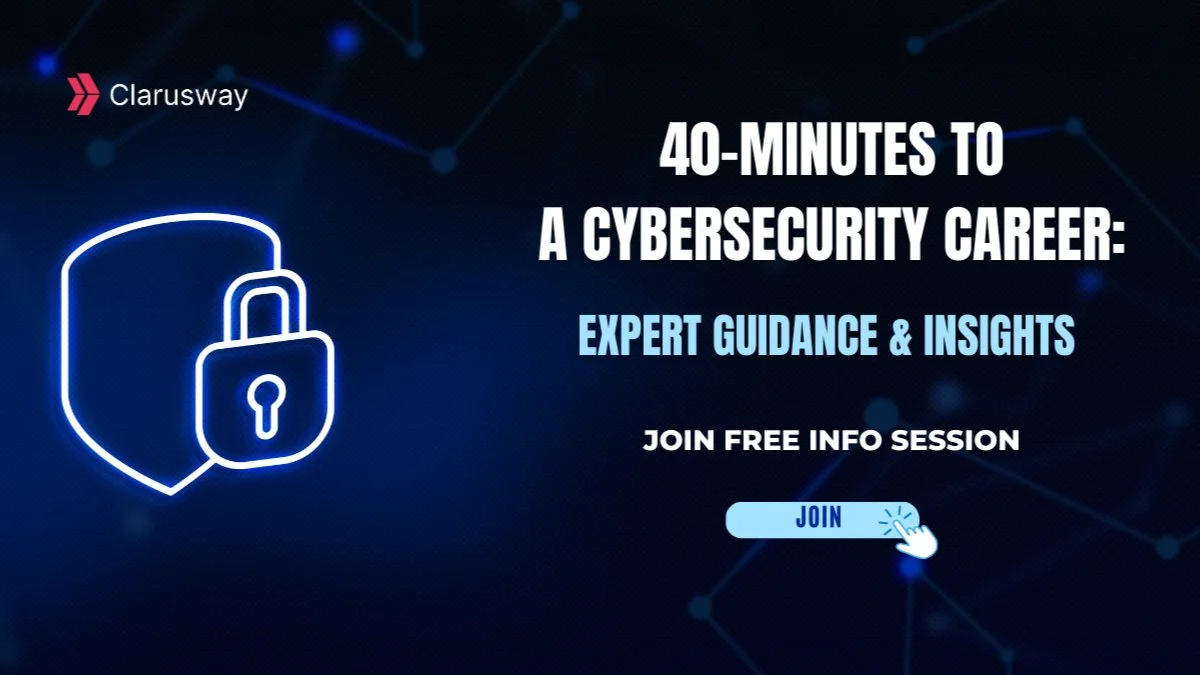 Clarusway
40-MINUTES TO
A CYBERSECURITY CAREER:
EXPERT GUIDANCE & INSIGHTS
JOIN FREE INFO SESSION
JOIN